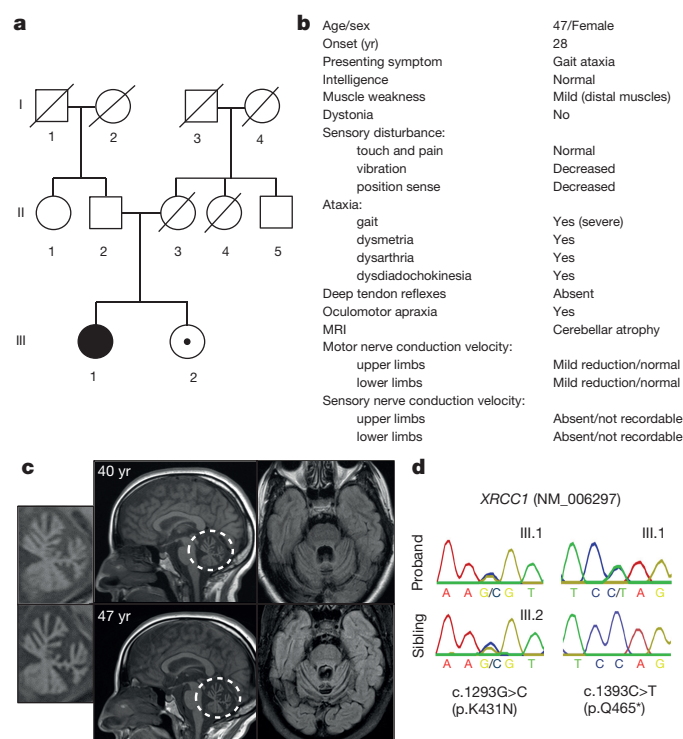 a
I
1
2
3
4
II
1
2
3
4
5
III
1
2
b
Age/sex 47/Female
Onset (yr) 28
Presenting symptom Gait ataxia
Intelligence Normal
Muscle weakness Mild (distal muscles)
Dystonia No
Sensory disturbance:
touch and pain Normal
vibration Decreased
position sense Decreased
Ataxia:
gait Yes (severe)
dysmetria Yes
dysarthria Yes
dysdiadochokinesia Yes
Deep tendon reflexes Absent
Oculomotor apraxia Yes
MRI Cerebellar atrophy
Motor nerve conduction velocity:
upper limbs Mild reduction/normal
lower limbs Mild reduction/normal
Sensory nerve conduction velocity:
upper limbs Absent/not recordable
lower limbs Absent/not recordable
c
40 yr
47 yr
d
XRCC1 (NM_006297)
Proband
III.1
III.1
A A G/C G T
T C C/T A G
Sibling
III.2
A A G/C G T
T C C A G
c.1293G>C
(p.K431N)
c.1393C>T
(p.Q465*)